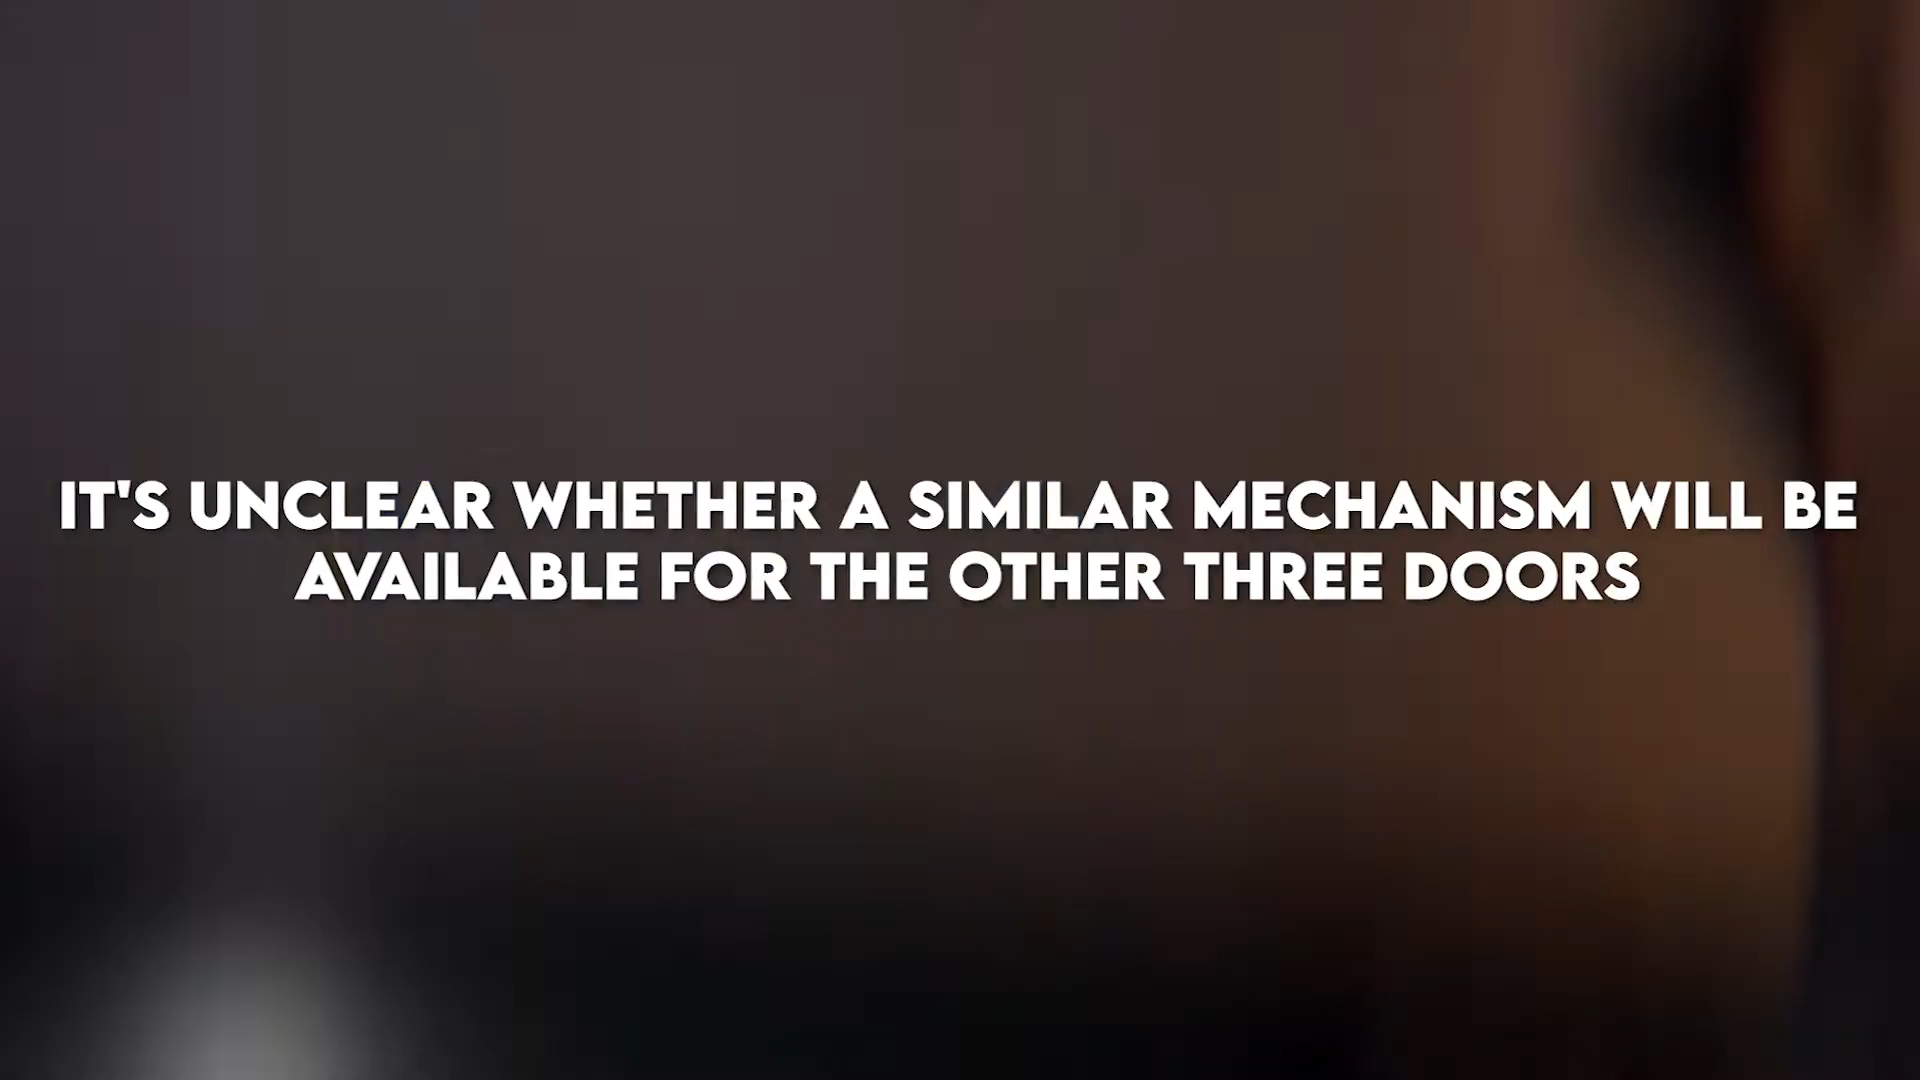 IT'S UNCLEAR WHETHER A SIMILAR MECHANISM WILL BE
AVAILABLE FOR THE OTHER THREE DOORS